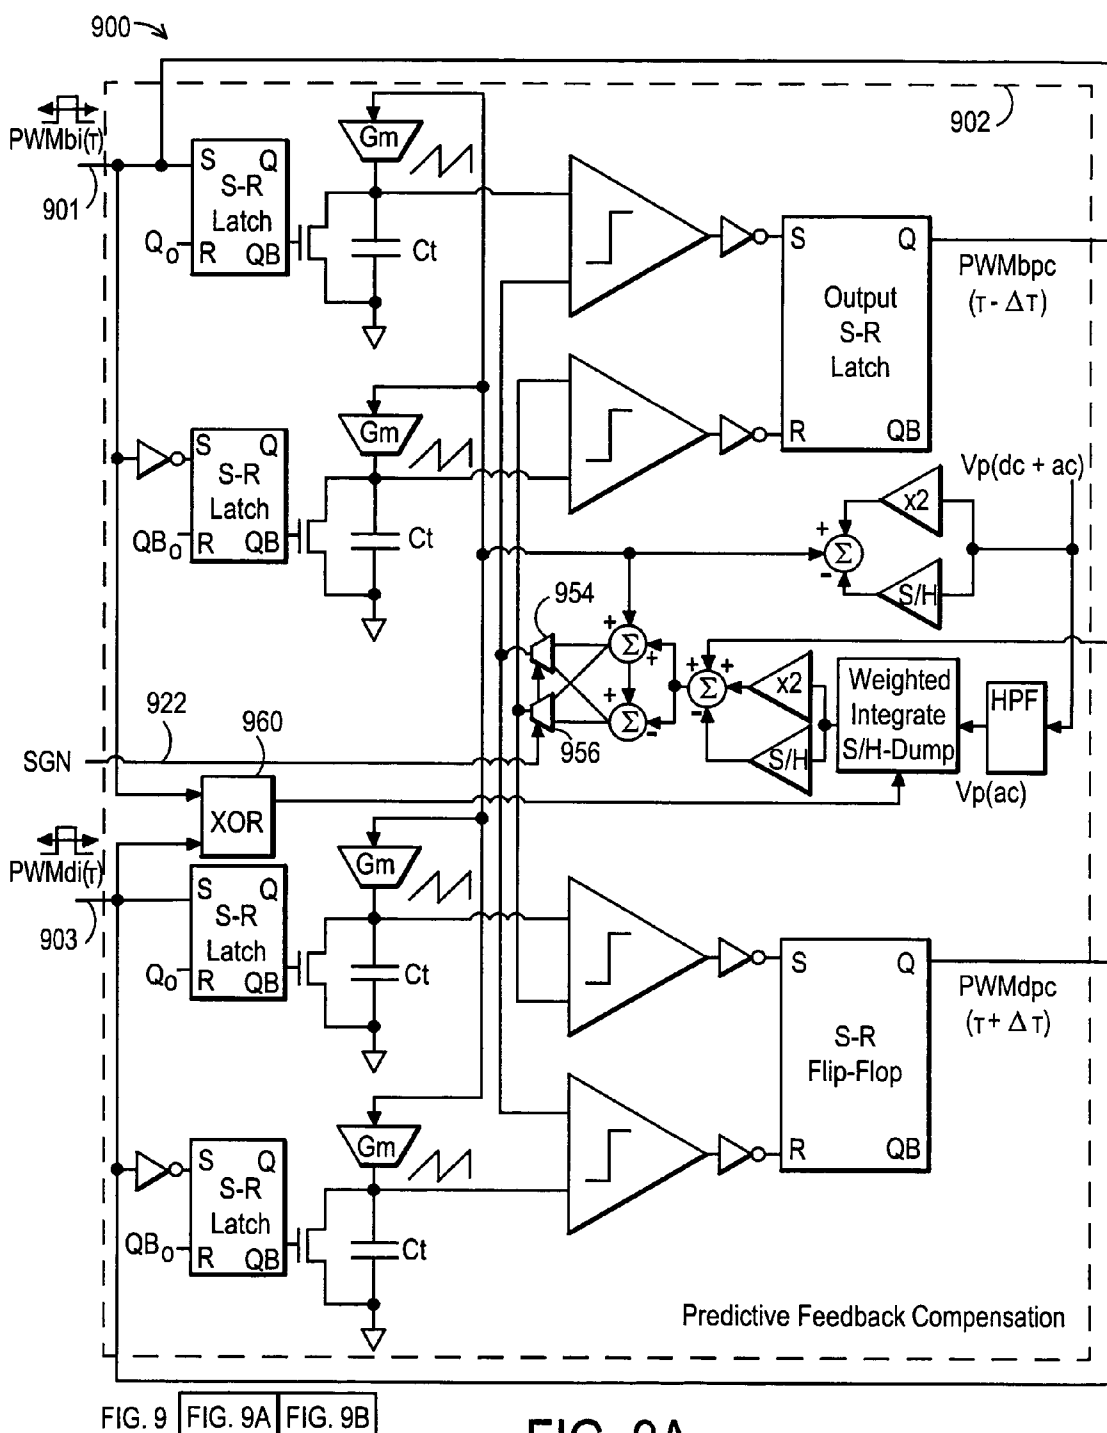 900
902
PWMbi(τ)
901
Gm
S Q
S-R
Latch
Q₀ R QB
Ct
S Q
PWMbpc
(τ - Δτ)
Output
S-R
Latch
R QB
Gm
S Q
S-R
Latch
QB₀ R QB
Ct
Vp(dc + ac)
x2
+
Σ
-
S/H
954
+
Σ
+
+
Σ
-
956
+
+
Σ
-
x2
S/H
Weighted
Integrate
S/H-Dump
HPF
Vp(ac)
922
960
SGN
XOR
PWMdi(τ)
903
Gm
S Q
S-R
Latch
Q₀ R QB
Ct
S Q
PWMdpc
(τ + Δτ)
S-R
Flip-Flop
R QB
Gm
S Q
S-R
Latch
QB₀ R QB
Ct
Predictive Feedback Compensation
FIG. 9 FIG. 9A FIG. 9B
FIG. 9A